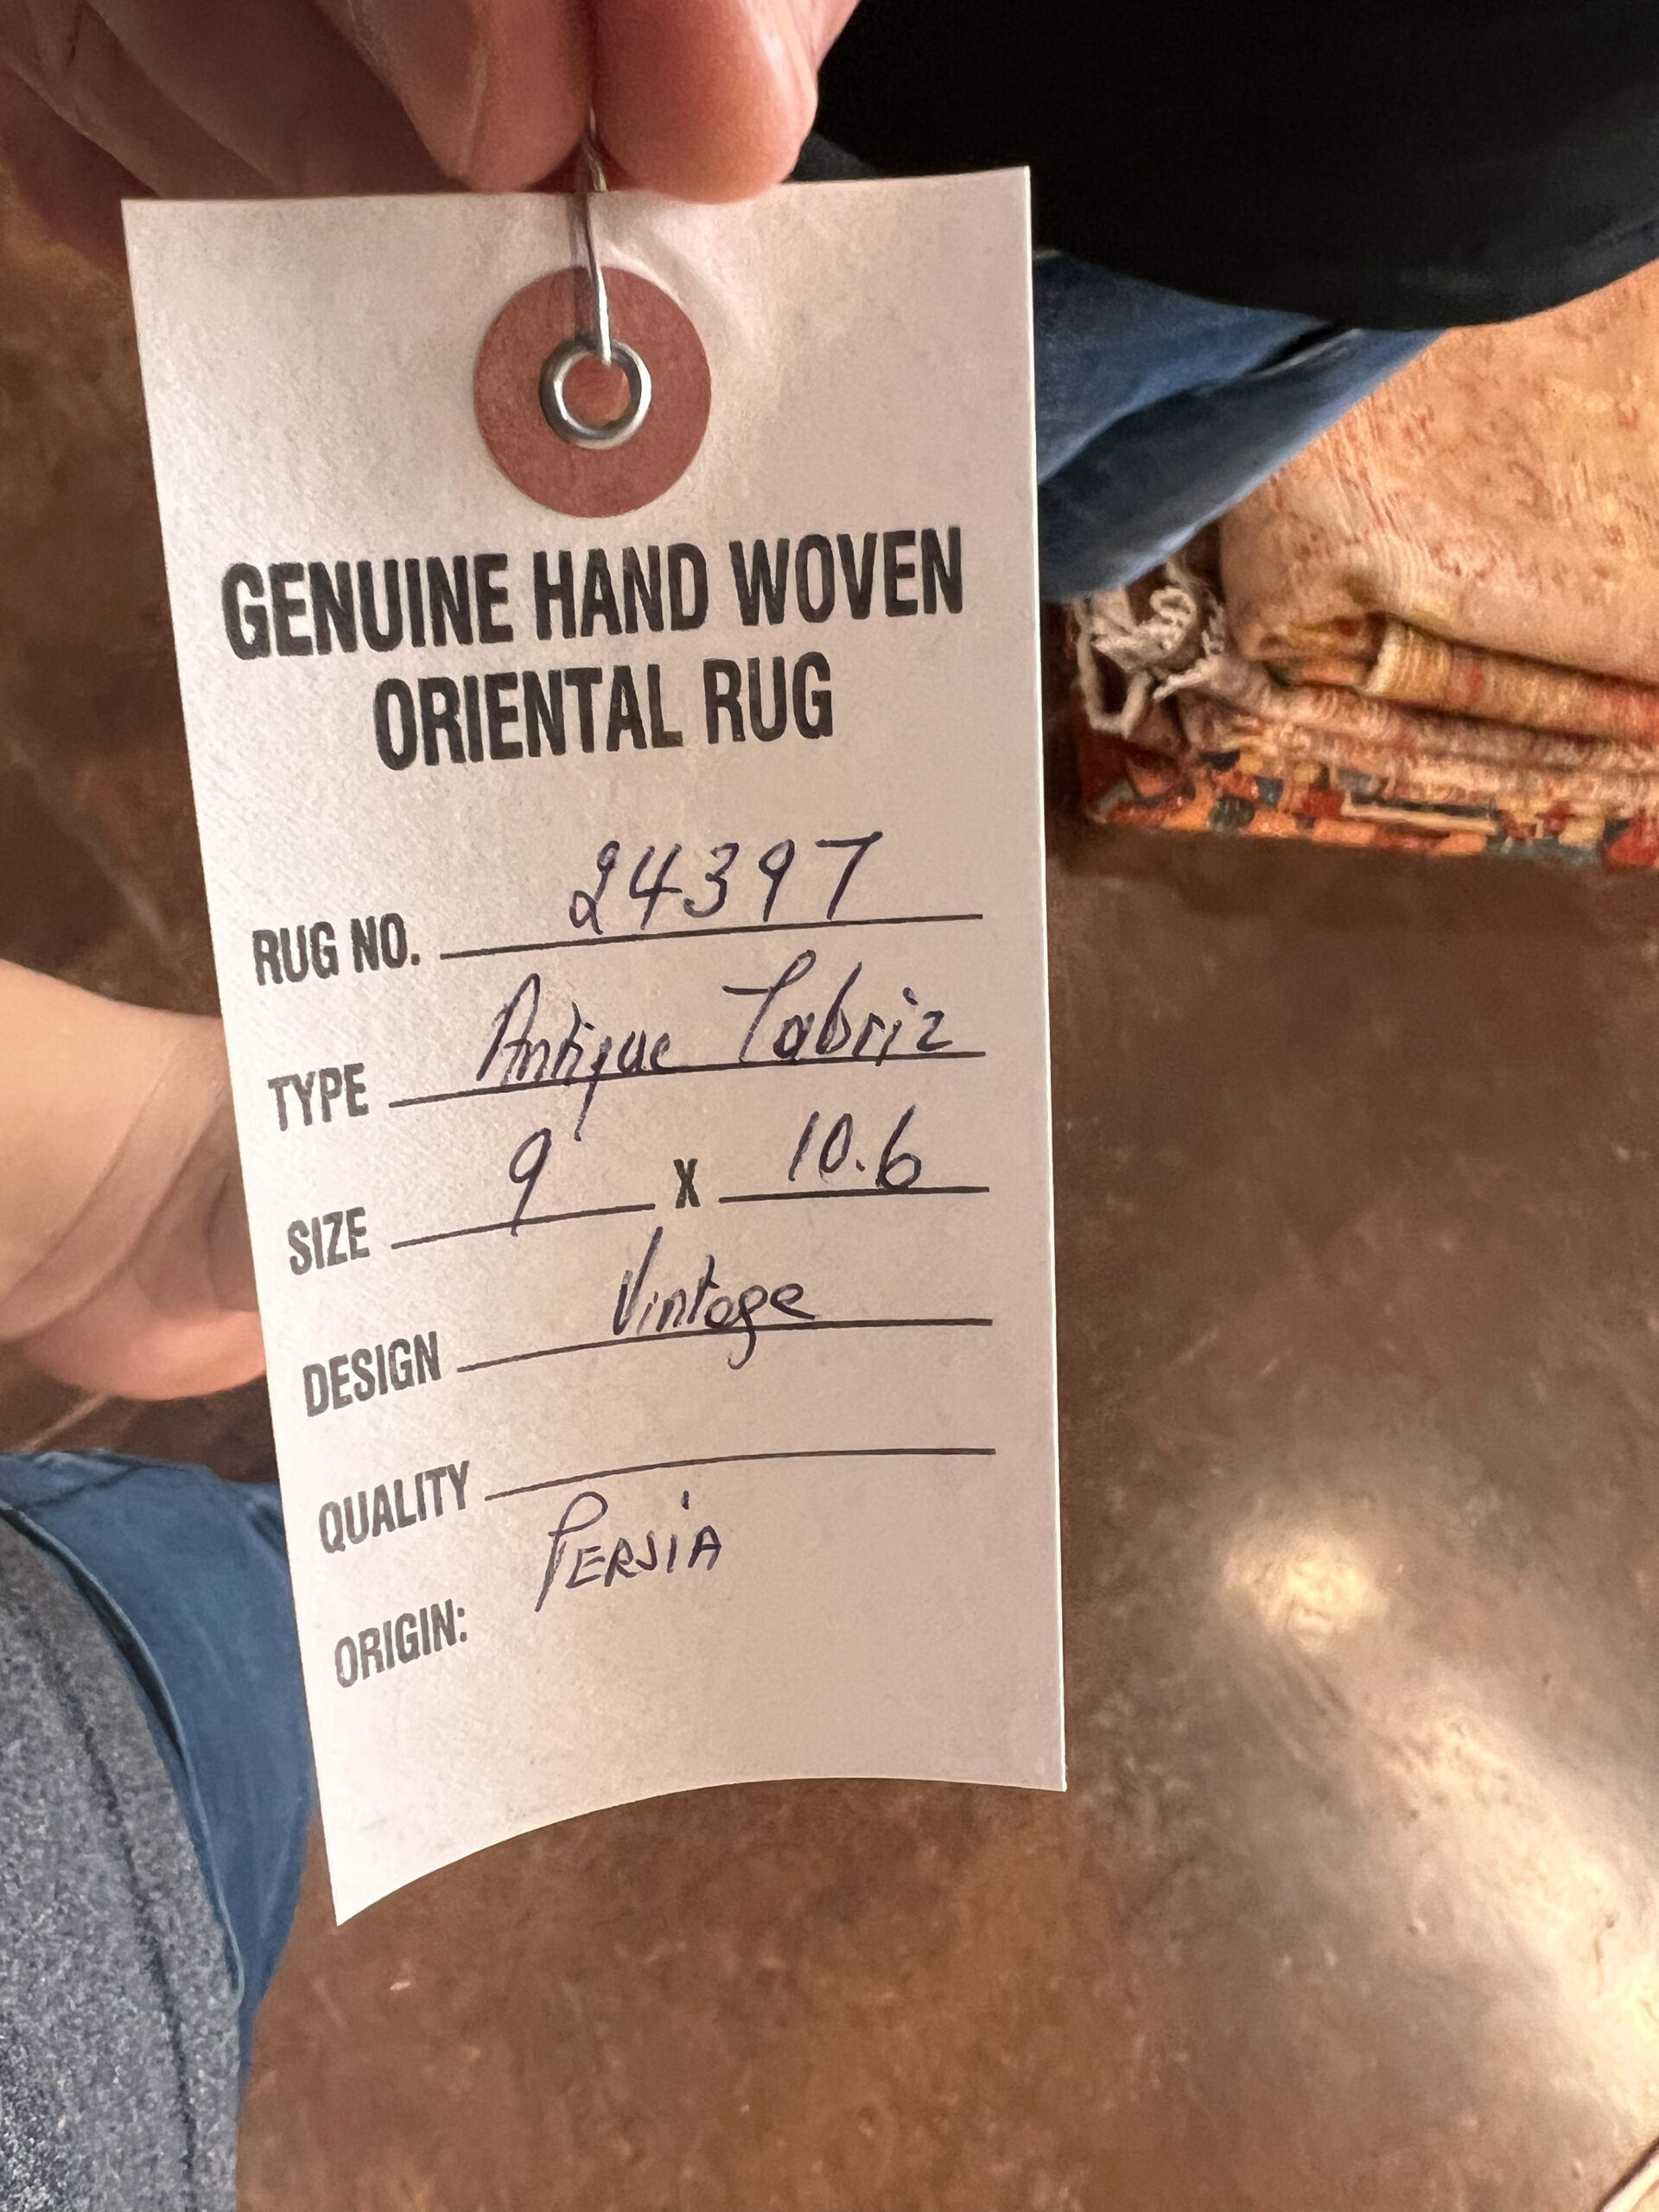 GENUINE HAND WOVEN
ORIENTAL RUG
RUG NO. 24397
TYPE Antique Tabriz
SIZE 9 X 10.6
DESIGN Vintage
QUALITY
ORIGIN: PERSIA